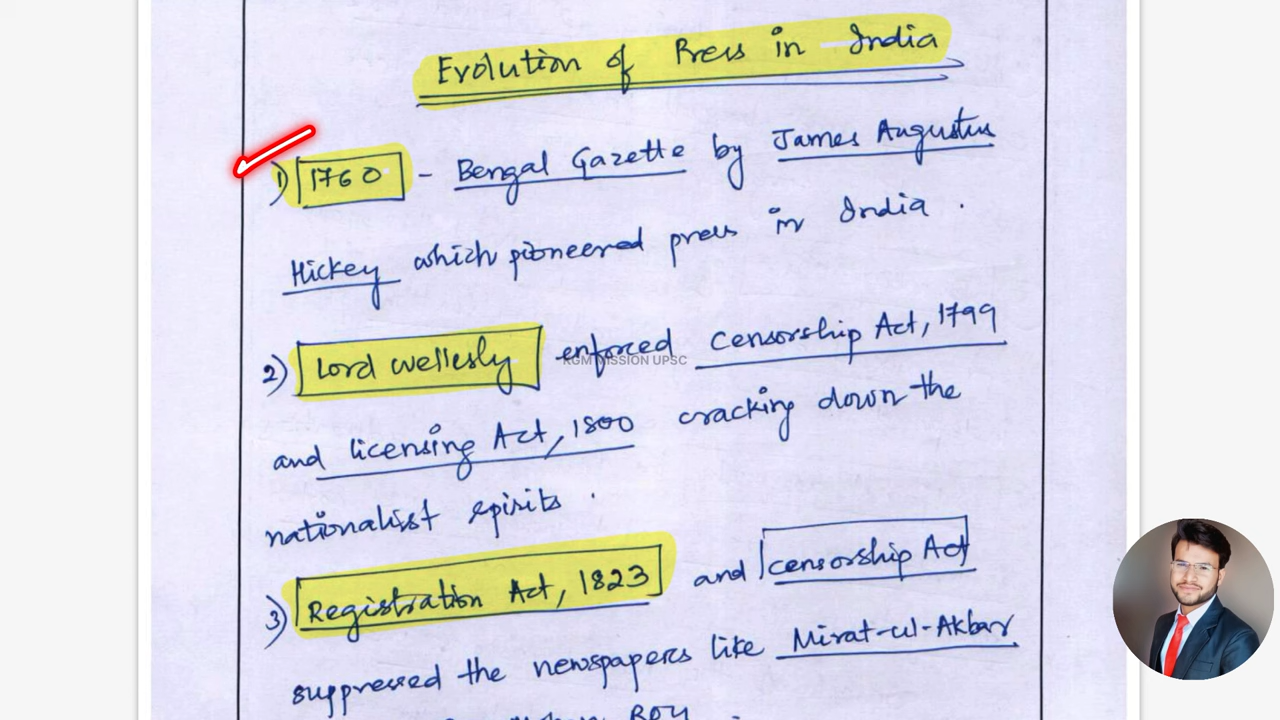 Evolution of Press in India
1) 1760 - Bengal Gazette by James Augustus
Hickey which pioneered press in India.
2) Lord Wellesly enforced Censorship Act, 1799
RGM MISSION UPSC
and licensing Act, 1800 cracking down the
nationalist spirits.
3) Registration Act, 1823 and censorship Act
suppressed the newspapers like Mirat-ul-Akbar
Roy.